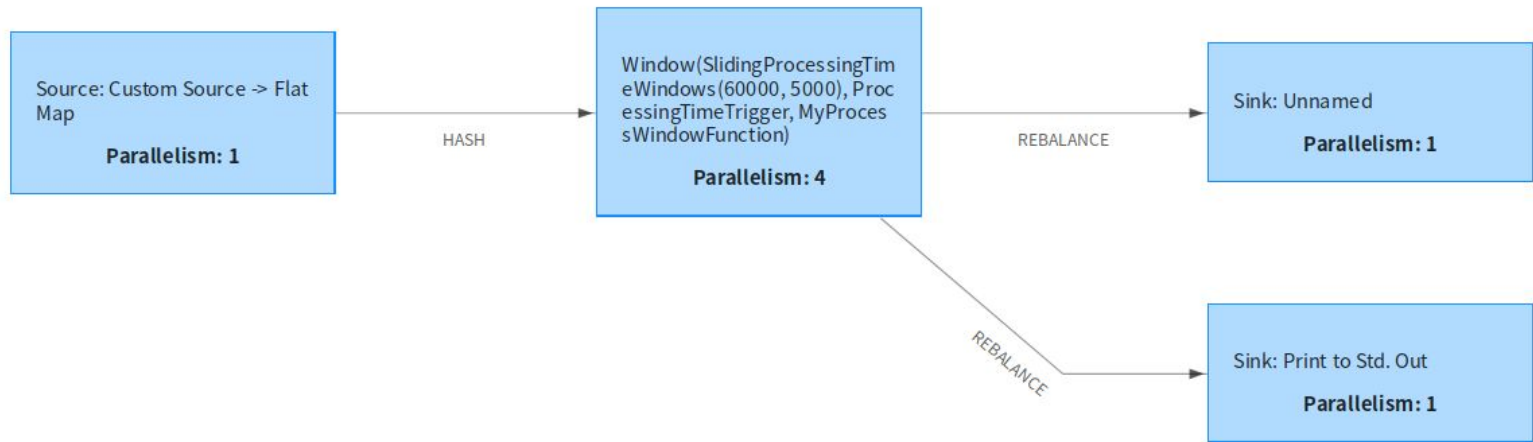 Source: Custom Source -> Flat
Map
Parallelism: 1
HASH
Window(SlidingProcessingTim
eWindows(60000, 5000), Proc
essingTimeTrigger, MyProces
sWindowFunction)
Parallelism: 4
REBALANCE
Sink: Unnamed
Parallelism: 1
REBALANCE
Sink: Print to Std. Out
Parallelism: 1